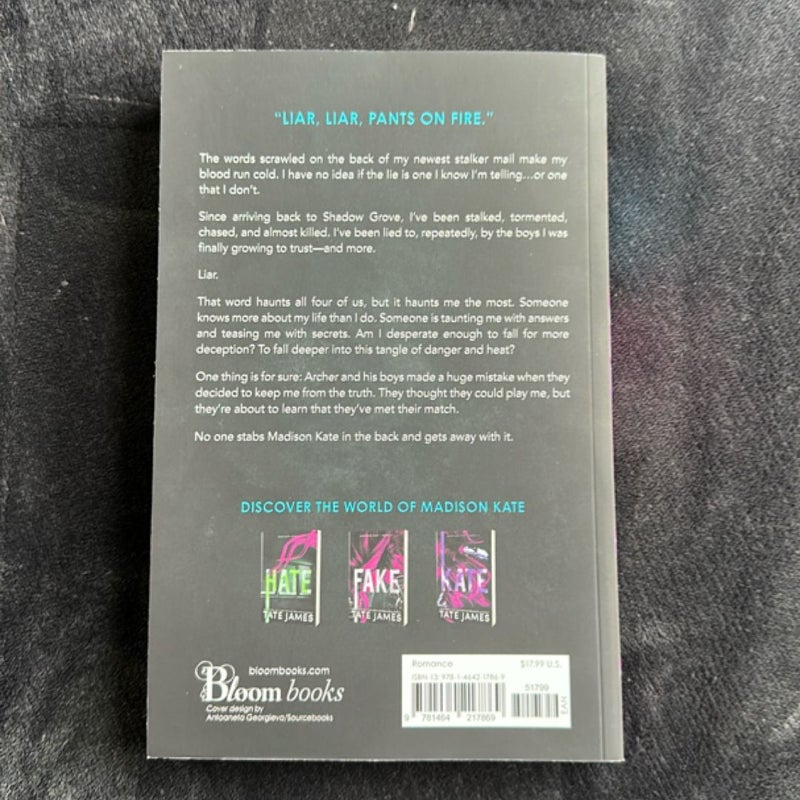 “LIAR, LIAR, PANTS ON FIRE.”
The words scrawled on the back of my newest stalker mail make my
blood run cold. I have no idea if the lie is one I know I’m telling…or one
that I don’t.
Since arriving back to Shadow Grove, I’ve been stalked, tormented,
chased, and almost killed. I’ve been lied to, repeatedly, by the boys I was
finally growing to trust—and more.
Liar.
That word haunts all four of us, but it haunts me the most. Someone
knows more about my life than I do. Someone is taunting me with answers
and teasing me with secrets. Am I desperate enough to fall for more
deception? To fall deeper into this tangle of danger and heat?
One thing is for sure: Archer and his boys made a huge mistake when they
decided to keep me from the truth. They thought they could play me, but
they’re about to learn that they’ve met their match.
No one stabs Madison Kate in the back and gets away with it.
DISCOVER THE WORLD OF MADISON KATE
HATE
TATE JAMES
FAKE
TATE JAMES
KATE
TATE JAMES
bloombooks.com
Bloom books
Cover design by
Antoaneta Georgieva/Sourcebooks
Romance $17.99 U.S.
ISBN-13: 978-1-4642-1786-9
51799
9 781464 217869
EAN